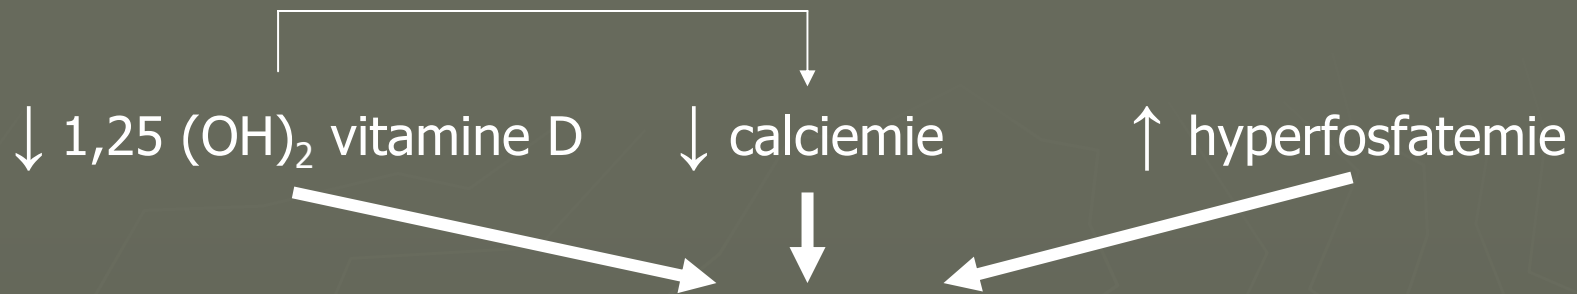 ↓ 1,25 (OH)₂ vitamine D ↓ calciemie ↑ hyperfosfatemie